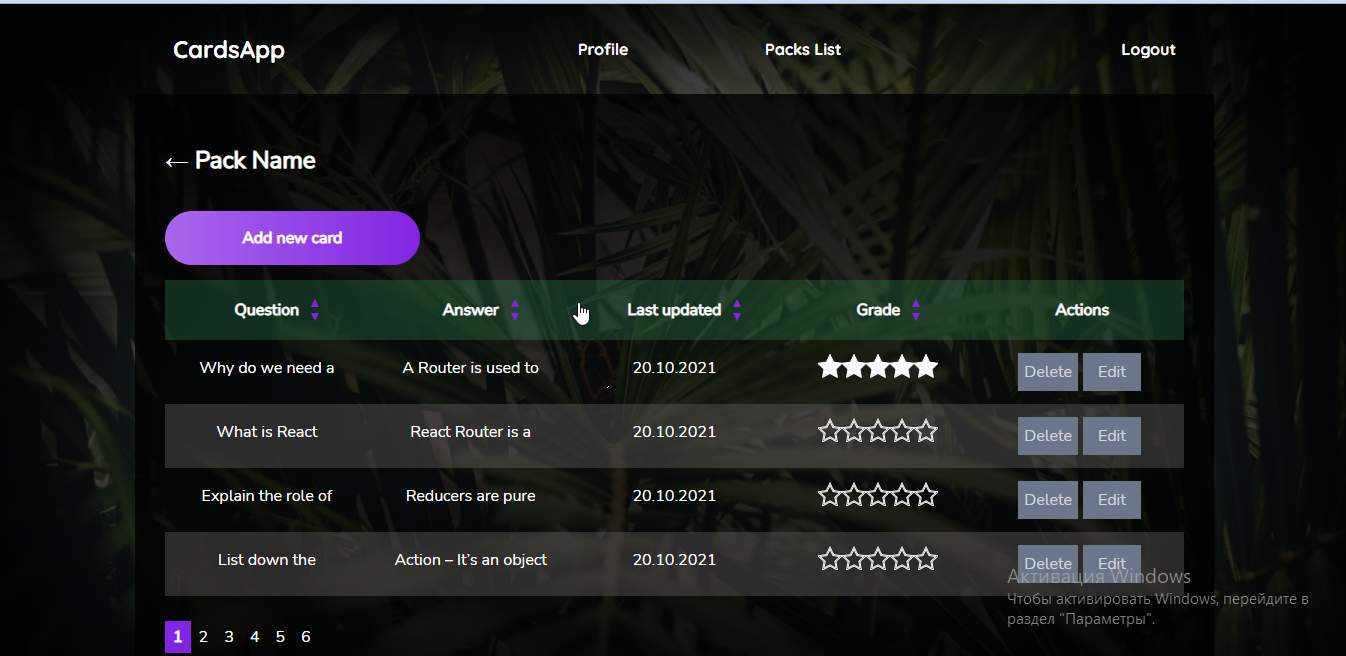 CardsApp Profile Packs List Logout
← Pack Name
Add new card
Question Answer Last updated Grade Actions
Why do we need a A Router is used to 20.10.2021 Delete Edit
What is React React Router is a 20.10.2021 Delete Edit
Explain the role of Reducers are pure 20.10.2021 Delete Edit
List down the Action – It's an object 20.10.2021 Delete Edit
Активация Windows
Чтобы активировать Windows, перейдите в
раздел "Параметры".
1 2 3 4 5 6